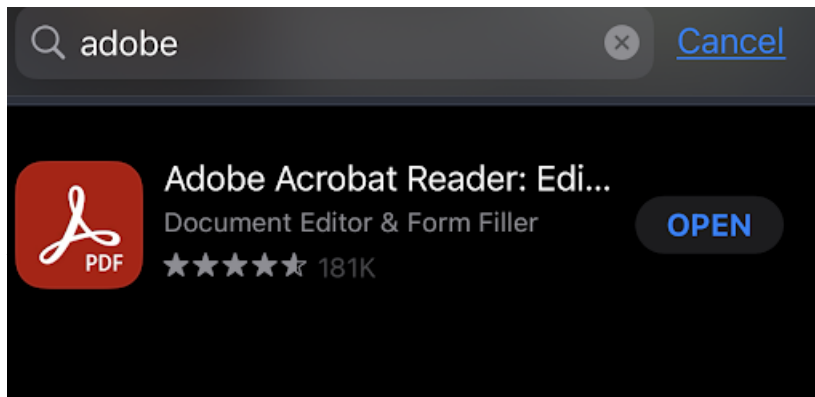 adobe
Cancel
Adobe Acrobat Reader: Edi...
Document Editor & Form Filler
OPEN
181K
PDF